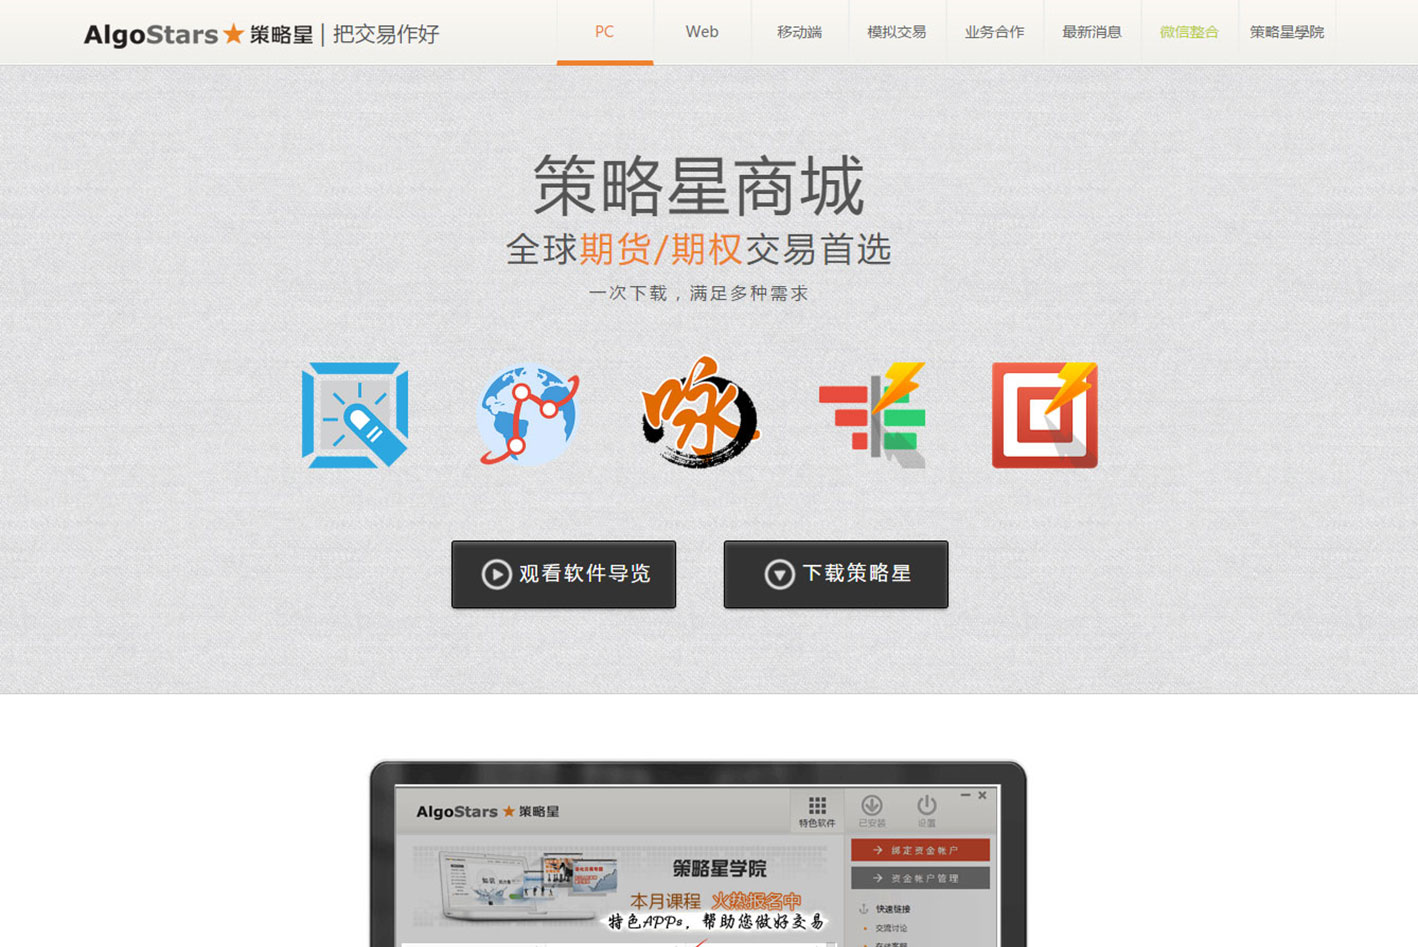 AlgoStars 策略星 | 把交易作好
PC
Web
移动端
模拟交易
业务合作
最新消息
微信整合
策略星學院
策略星商城
全球期货/期权交易首选
一次下载，满足多种需求
咏
观看软件导览
下载策略星
AlgoStars 策略星
特色软件
已安装
设置
绑定资金帐户
资金帐户管理
策略星学院
本月课程 火热报名中
特色APPs，帮助您做好交易
快速链接
交流讨论